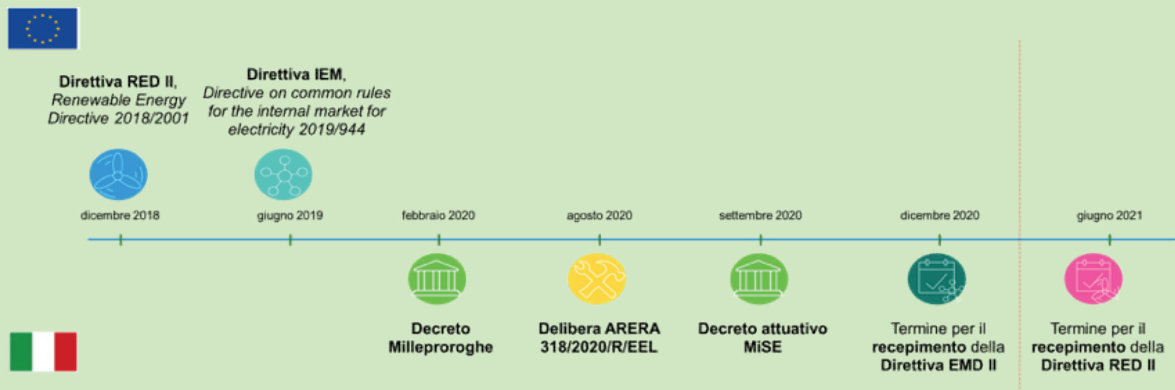 Direttiva RED II,
Renewable Energy
Directive 2018/2001
Direttiva IEM,
Directive on common rules
for the internal market for
electricity 2019/944
dicembre 2018
giugno 2019
febbraio 2020
agosto 2020
settembre 2020
dicembre 2020
giugno 2021
Decreto
Milleproroghe
Delibera ARERA
318/2020/R/EEL
Decreto attuativo
MiSE
Termine per il
recepimento della
Direttiva EMD II
Termine per il
recepimento della
Direttiva RED II